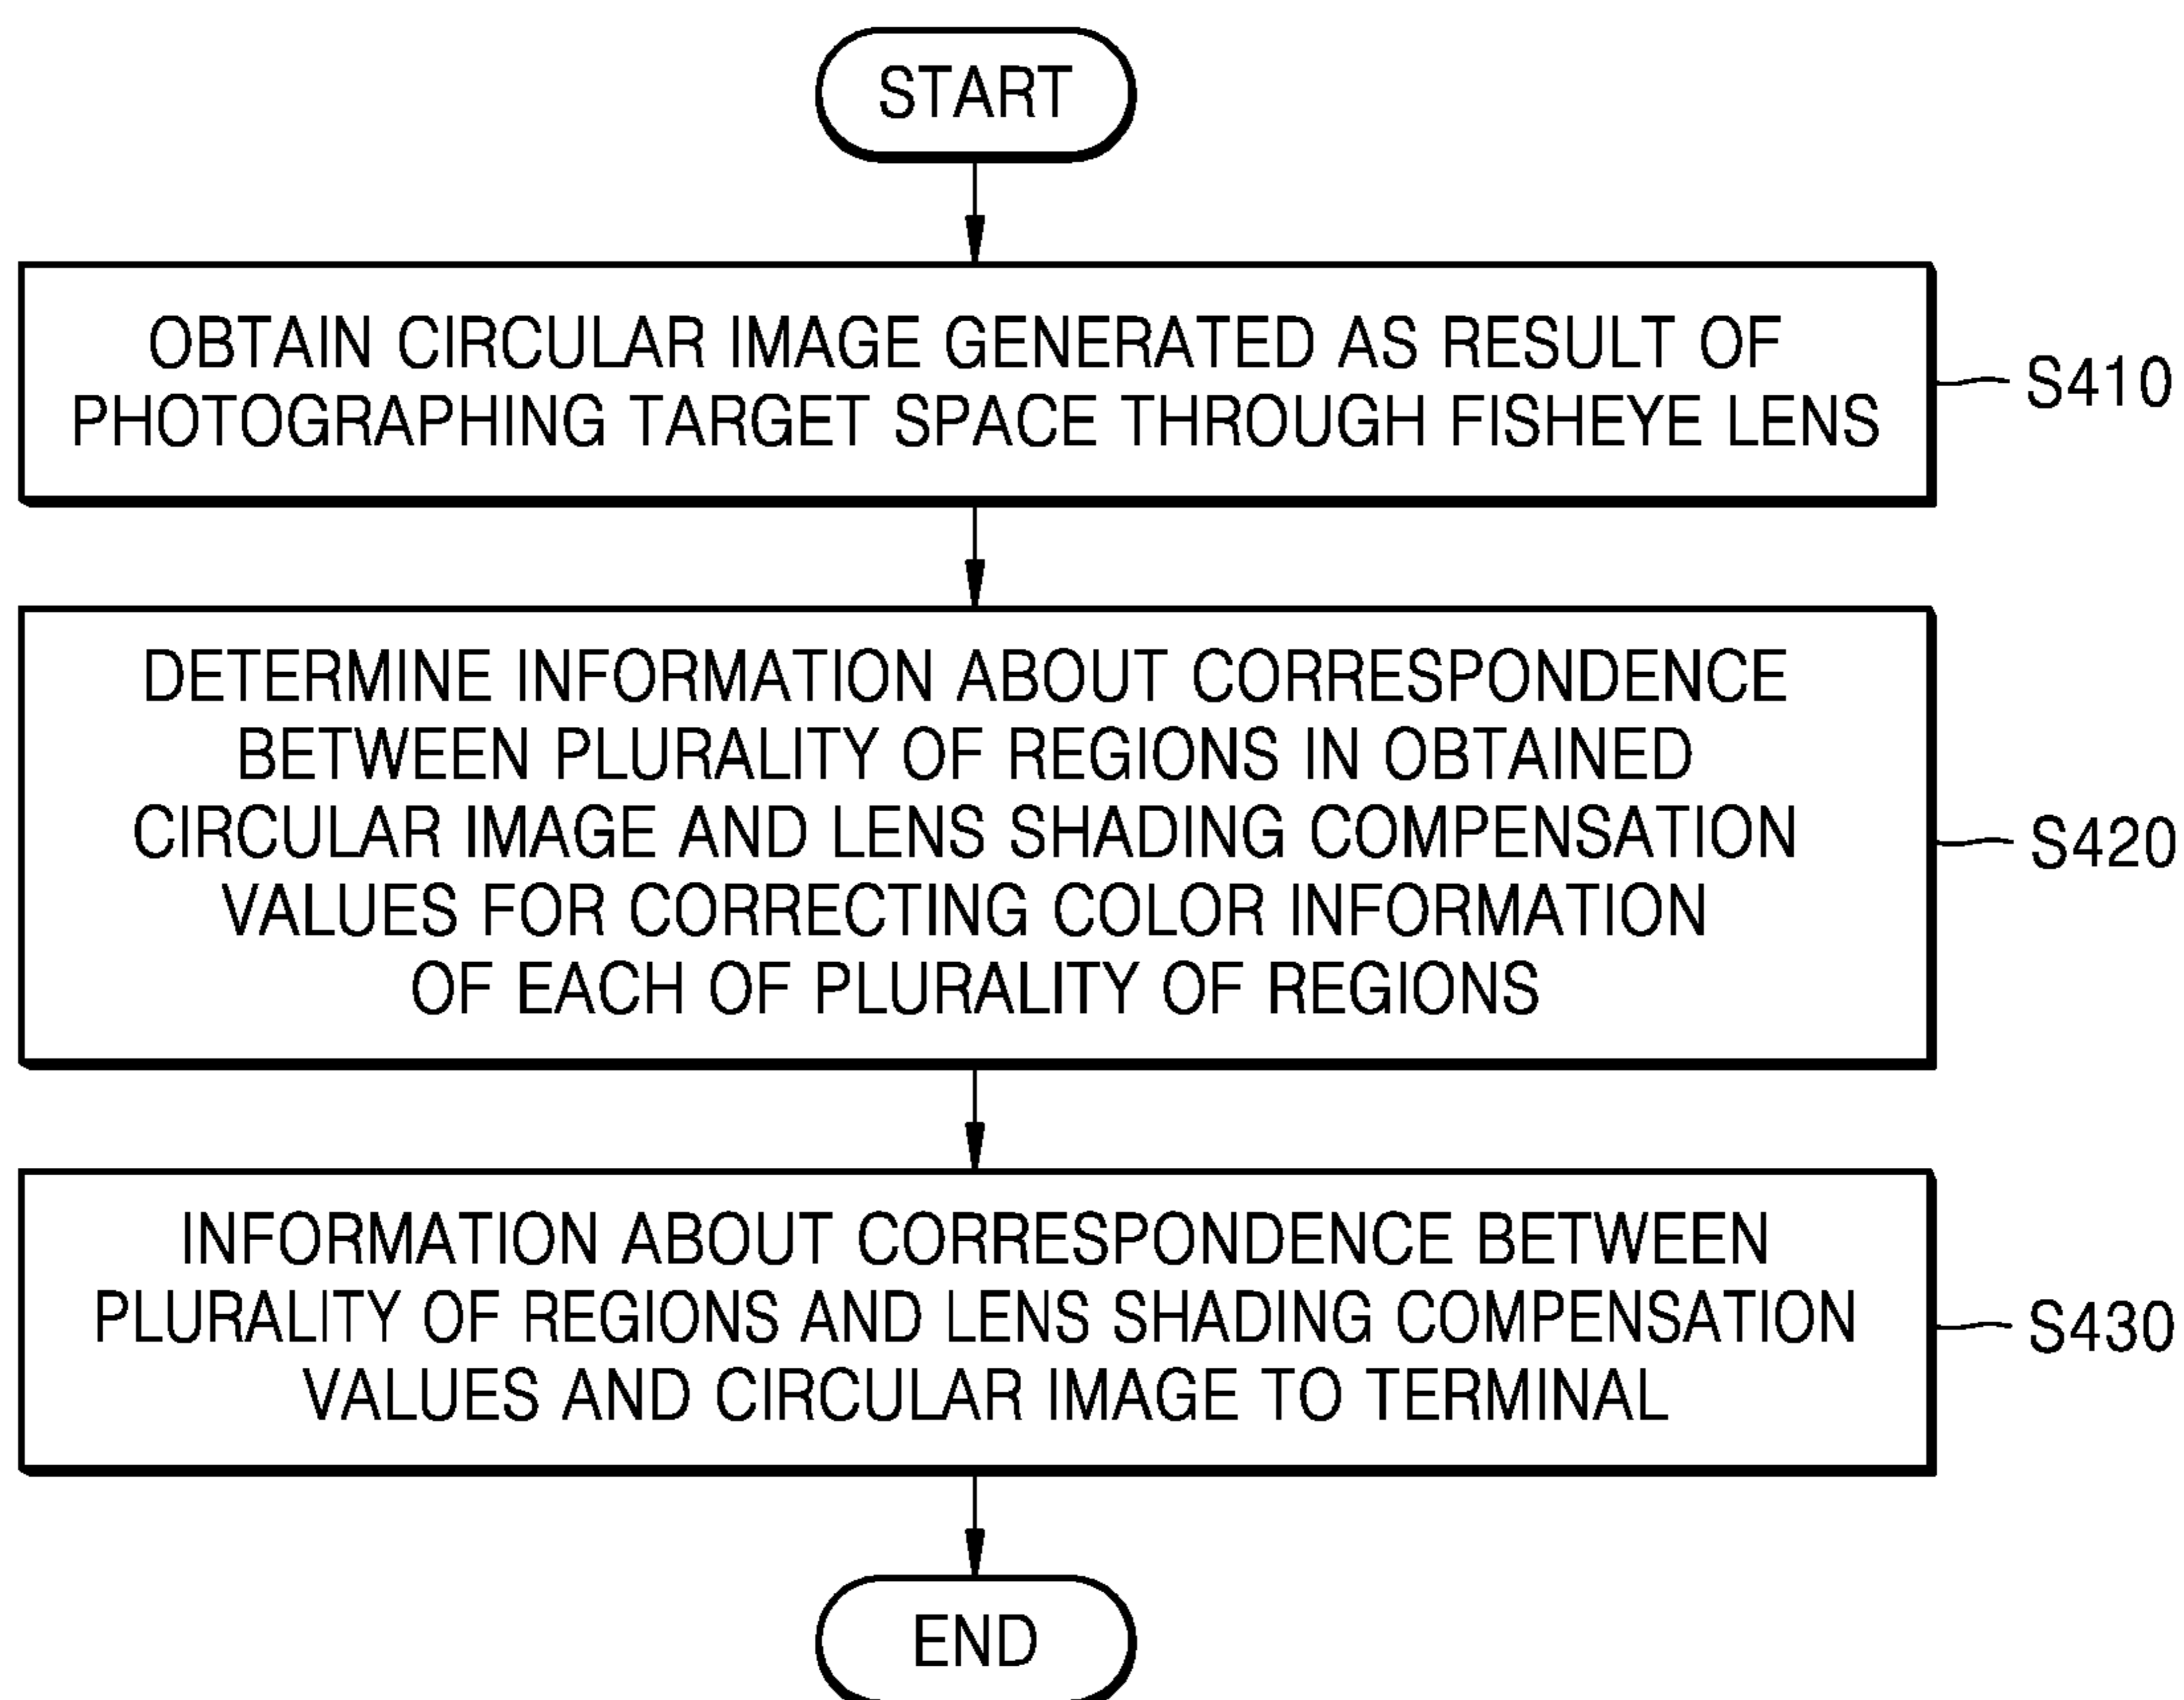 START
OBTAIN CIRCULAR IMAGE GENERATED AS RESULT OF
PHOTOGRAPHING TARGET SPACE THROUGH FISHEYE LENS
S410
DETERMINE INFORMATION ABOUT CORRESPONDENCE
BETWEEN PLURALITY OF REGIONS IN OBTAINED
CIRCULAR IMAGE AND LENS SHADING COMPENSATION
VALUES FOR CORRECTING COLOR INFORMATION
OF EACH OF PLURALITY OF REGIONS
S420
INFORMATION ABOUT CORRESPONDENCE BETWEEN
PLURALITY OF REGIONS AND LENS SHADING COMPENSATION
VALUES AND CIRCULAR IMAGE TO TERMINAL
S430
END